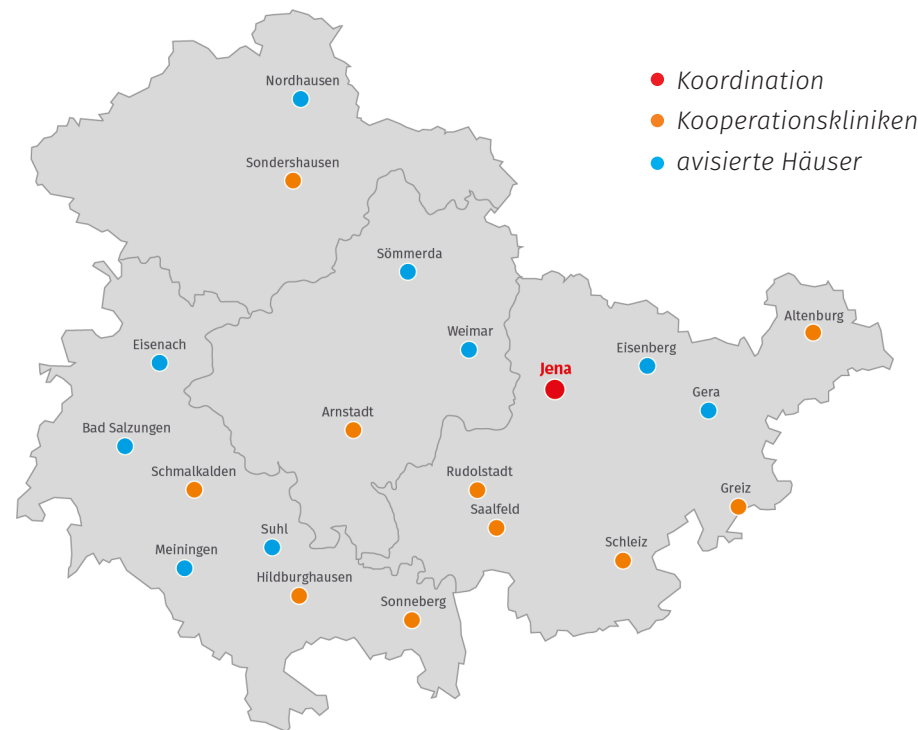 Nordhausen
Koordination
Kooperationskliniken
avisierte Häuser
Sondershausen
Sömmerda
Altenburg
Weimar
Eisenach
Eisenberg
Jena
Gera
Arnstadt
Bad Salzungen
Schmalkalden
Rudolstadt
Greiz
Saalfeld
Suhl
Schleiz
Meiningen
Hildburghausen
Sonneberg